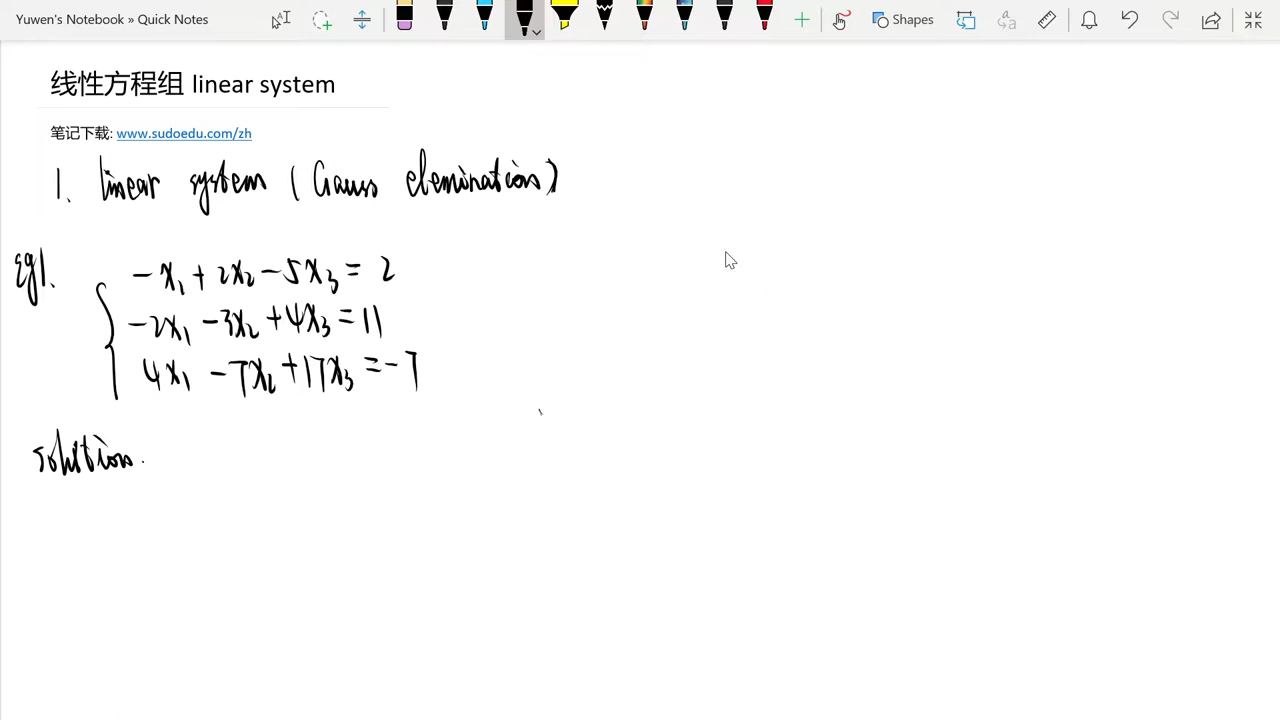 Yuwen's Notebook » Quick Notes
Shapes
线性方程组 linear system
笔记下载: www.sudoedu.com/zh
1. linear system (Gauss elemination)
eg1.
-x₁ + 2x₂ - 5x₃ = 2
-2x₁ - 3x₂ + 4x₃ = 11
4x₁ - 7x₂ + 17x₃ = -7
solution.